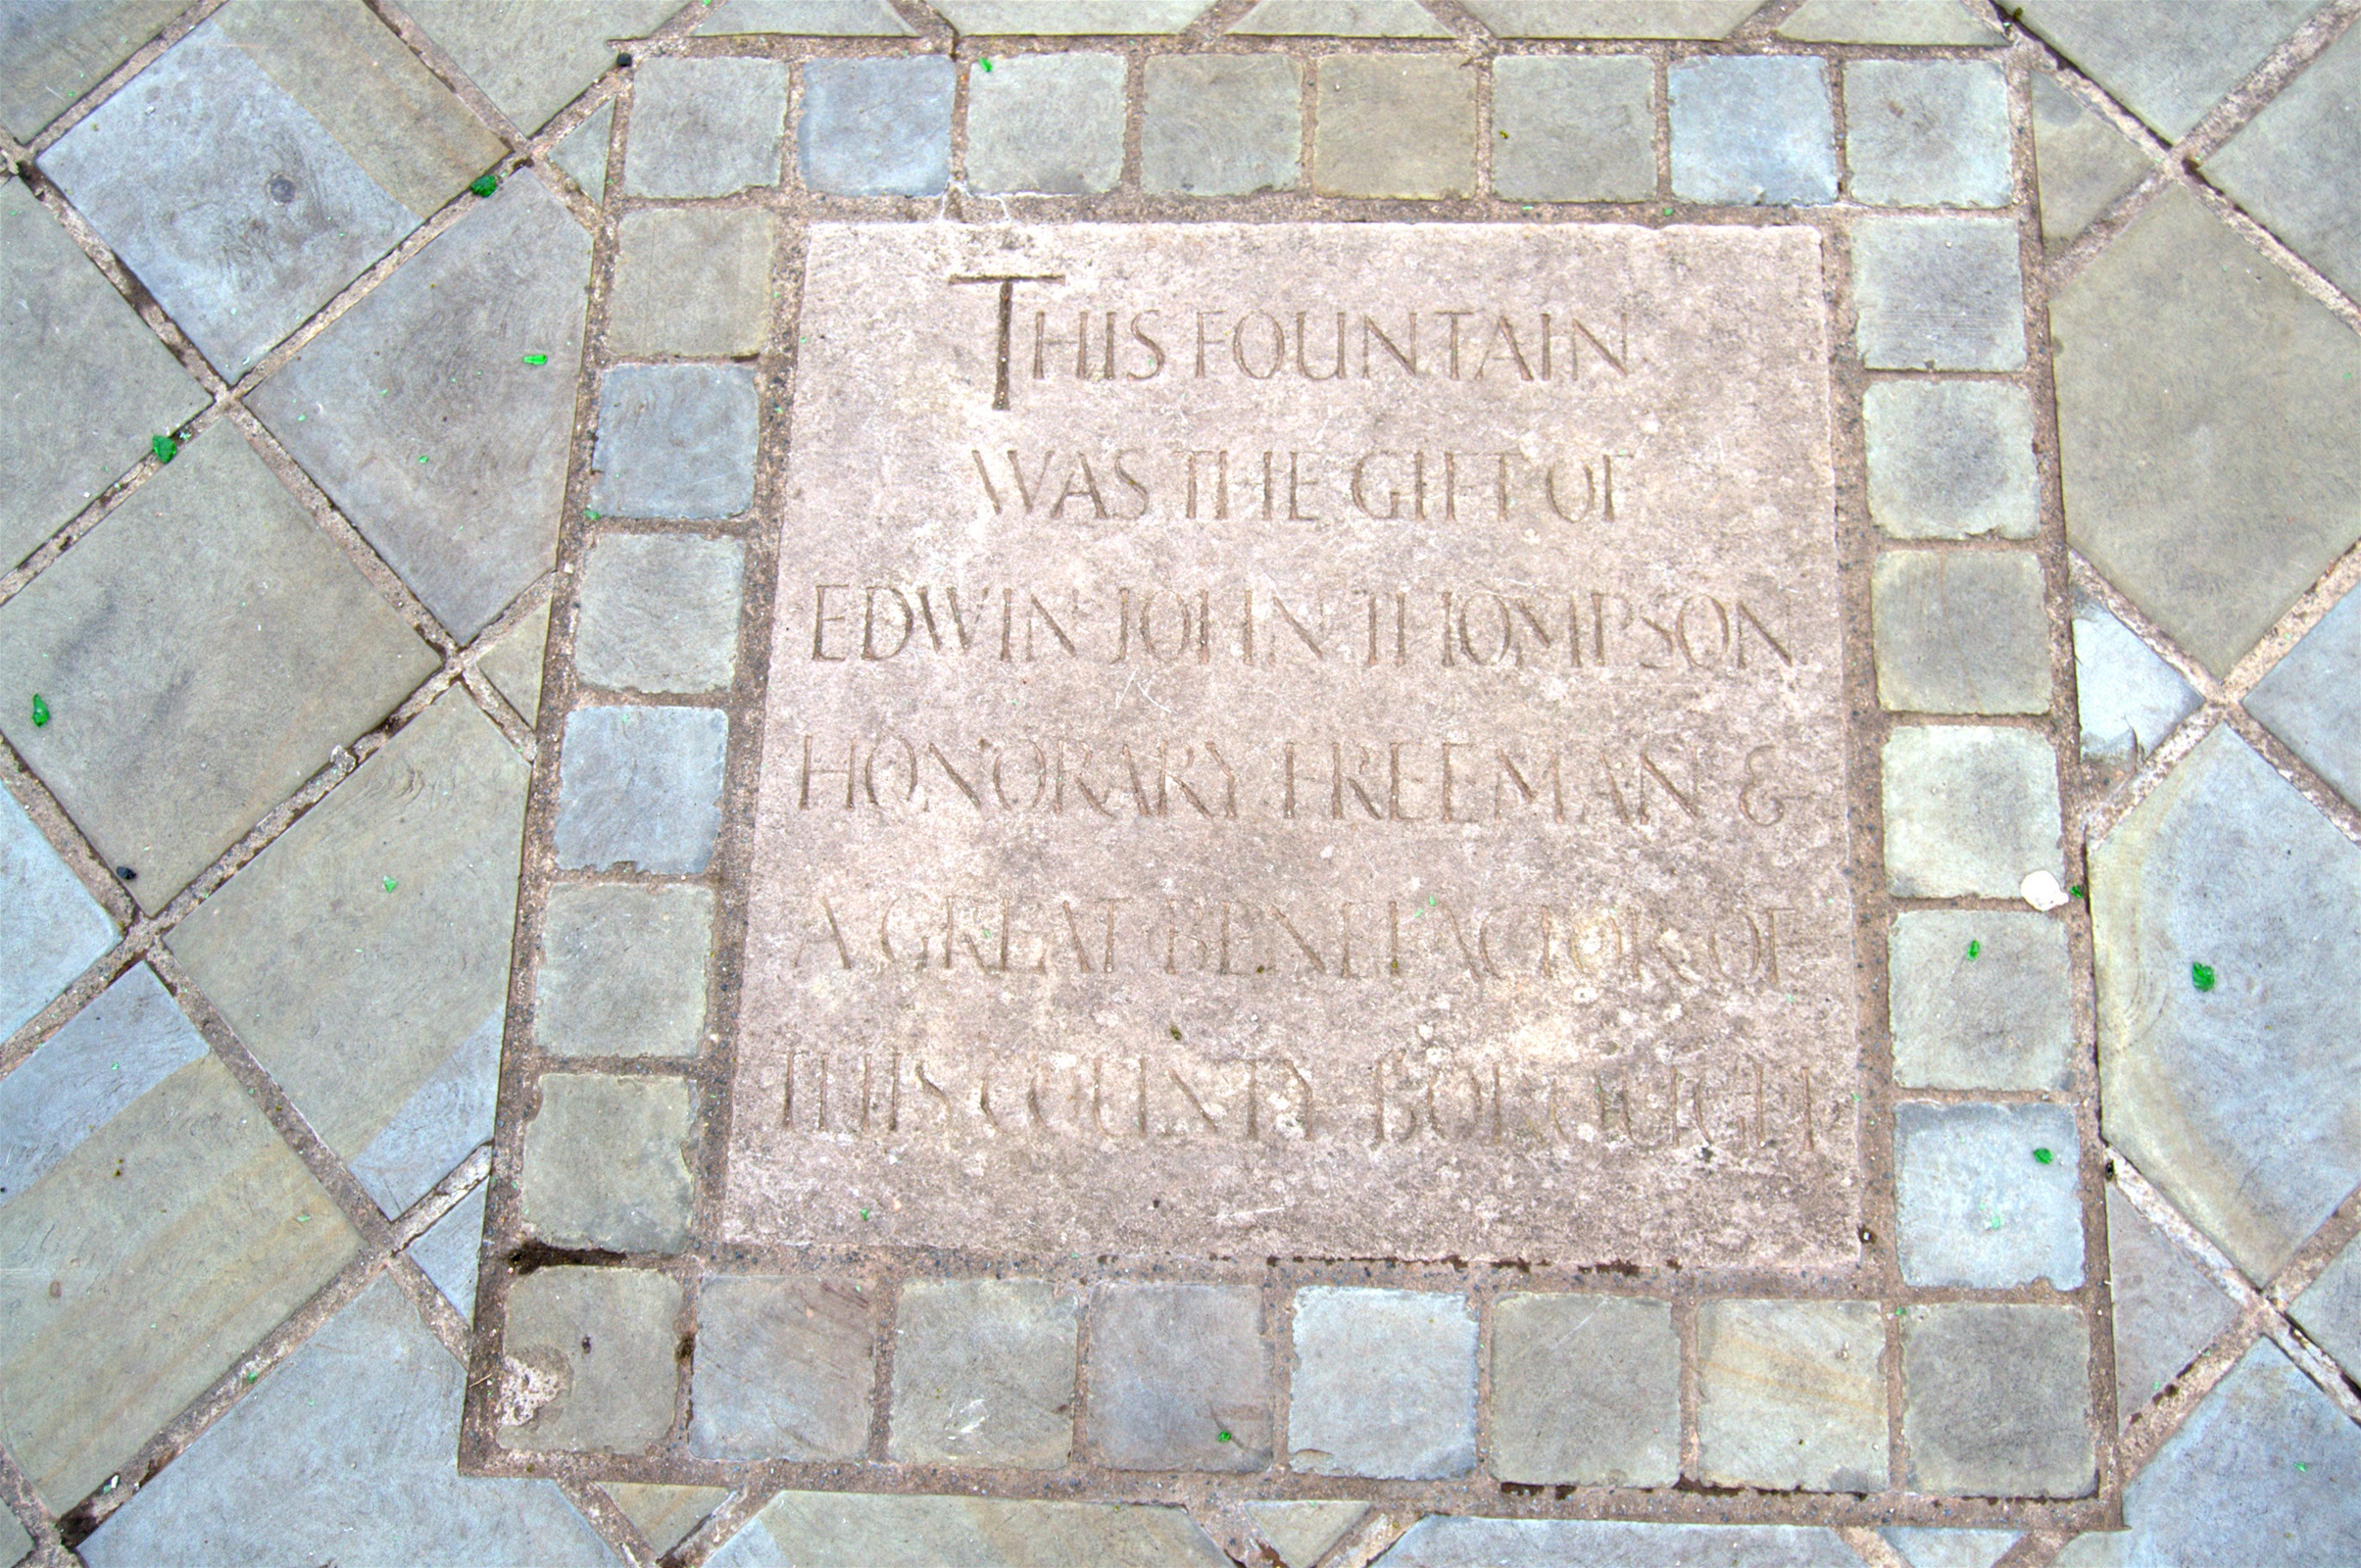 THIS FOUNTAIN
WAS THE GIFT OF
EDWIN JOHN THOMPSON
HONORARY FREEMAN &
A GREAT BENEFACTOR OF
THIS COUNTY BOROUGH